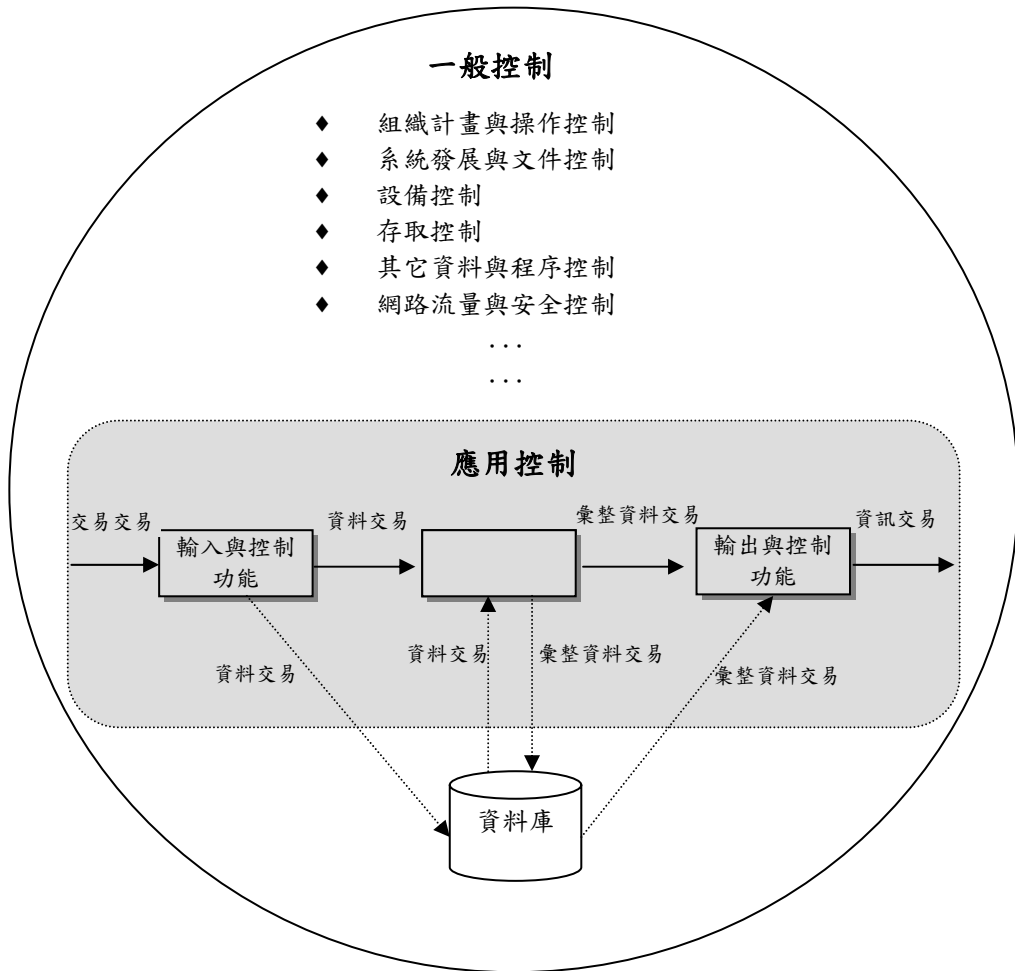 一般控制
♦ 組織計畫與操作控制
♦ 系統發展與文件控制
♦ 設備控制
♦ 存取控制
♦ 其它資料與程序控制
♦ 網路流量與安全控制
...
...
應用控制
交易交易
輸入與控制
功能
資料交易
彙整資料交易
輸出與控制
功能
資訊交易
資料交易
資料交易
彙整資料交易
彙整資料交易
資料庫